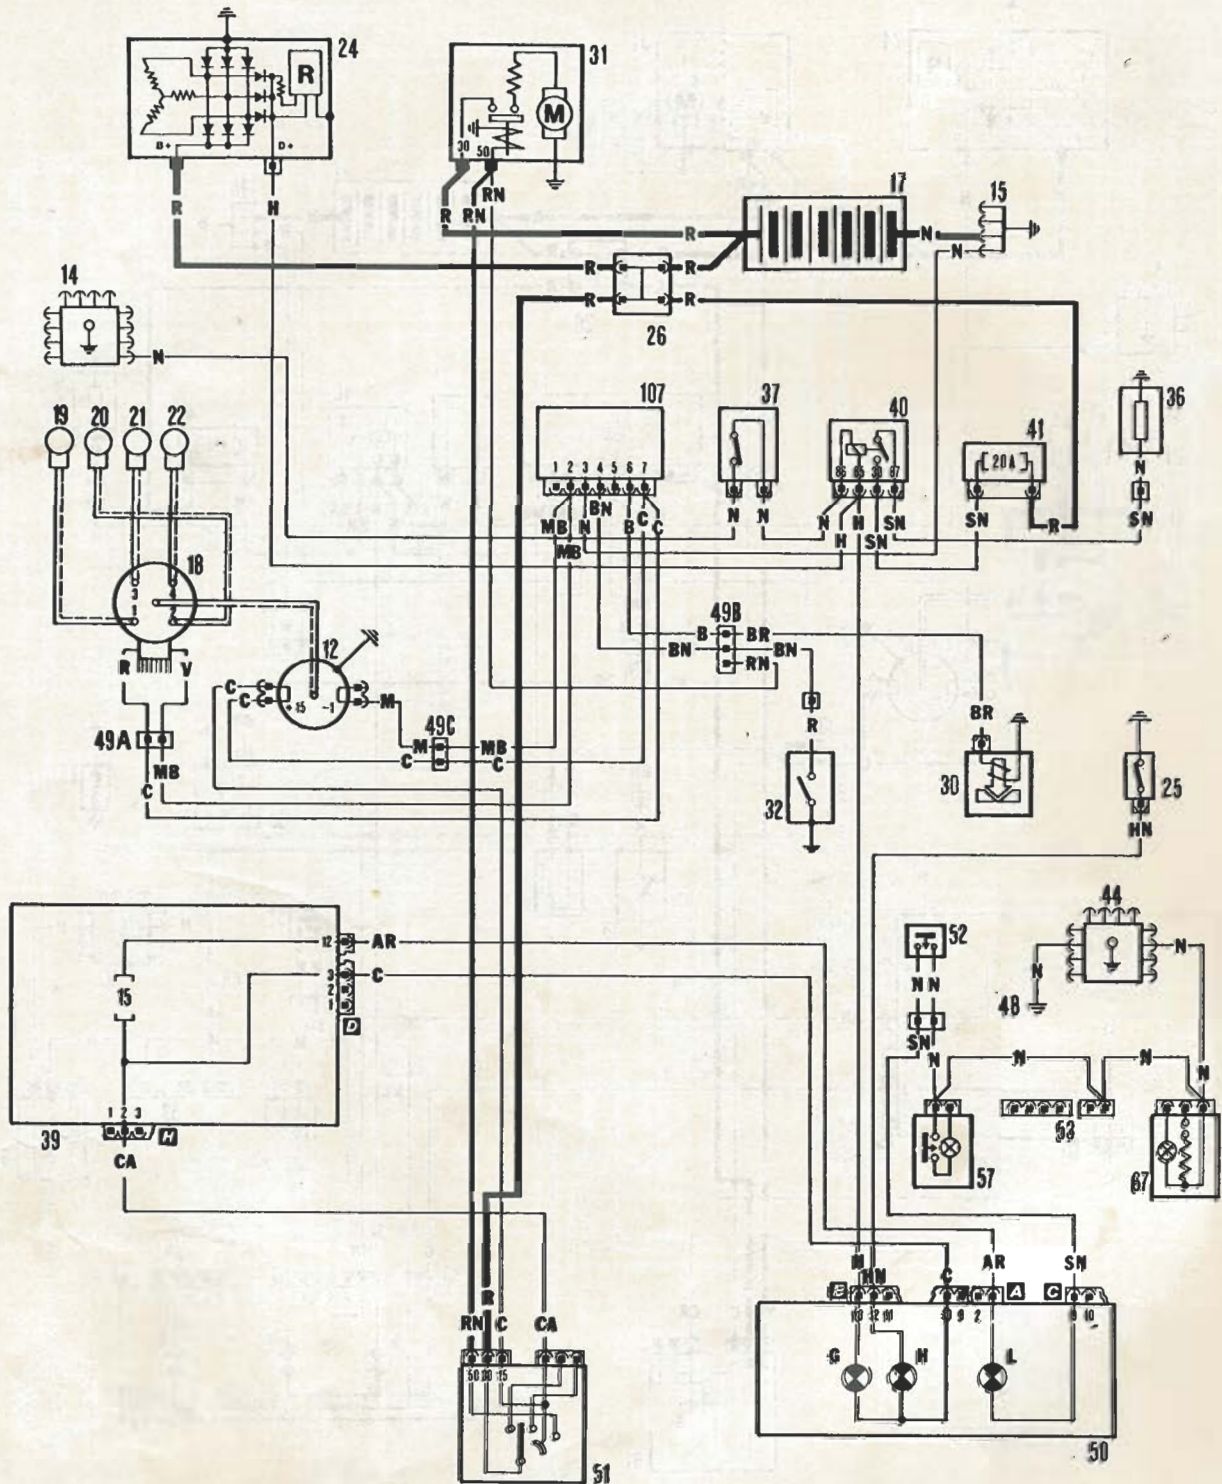 24
31
R
M
B+
D+
30
50
R
H
R
RN
RN
17
15
R
N
N
R
R
R
R
26
14
N
19
20
21
22
107
1 2 3 4 5 6 7
37
40
86 85 30 87
41
20A
36
N
SN
MB
MB
N
BN
B
C
C
N
N
N
H
H
SN
SN
SN
R
18
3
4
1
2
R
V
12
+15
-1
C
C
M
49A
C
MB
49C
M
C
MB
C
49B
B
BR
BN
BN
RN
R
32
BR
30
25
HN
12
AR
3
C
2
1
D
15
1 2 3
H
39
CA
52
N N
SN
N
44
N
N
48
N
N
N
53
57
67
H
HN
C
AR
SN
E
A
C
G
H
L
50
RN
R
C
CA
50 30 15
51